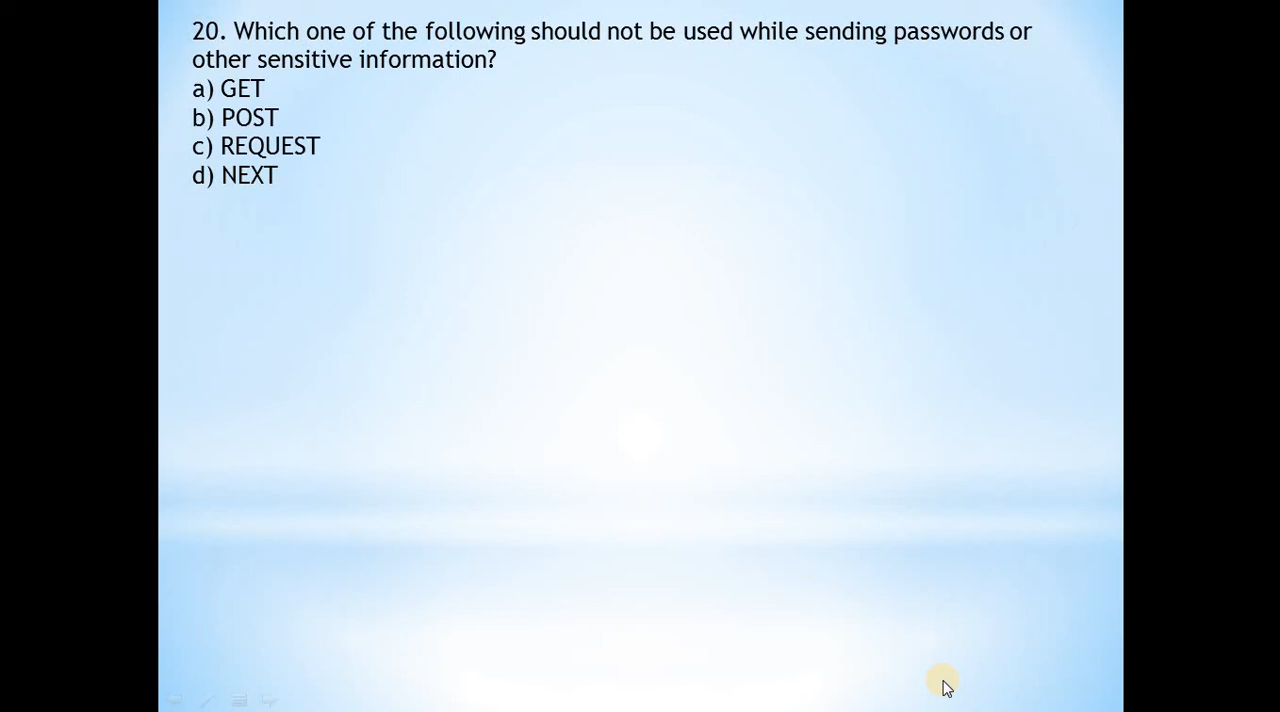 20. Which one of the following should not be used while sending passwords or
other sensitive information?
a) GET
b) POST
c) REQUEST
d) NEXT